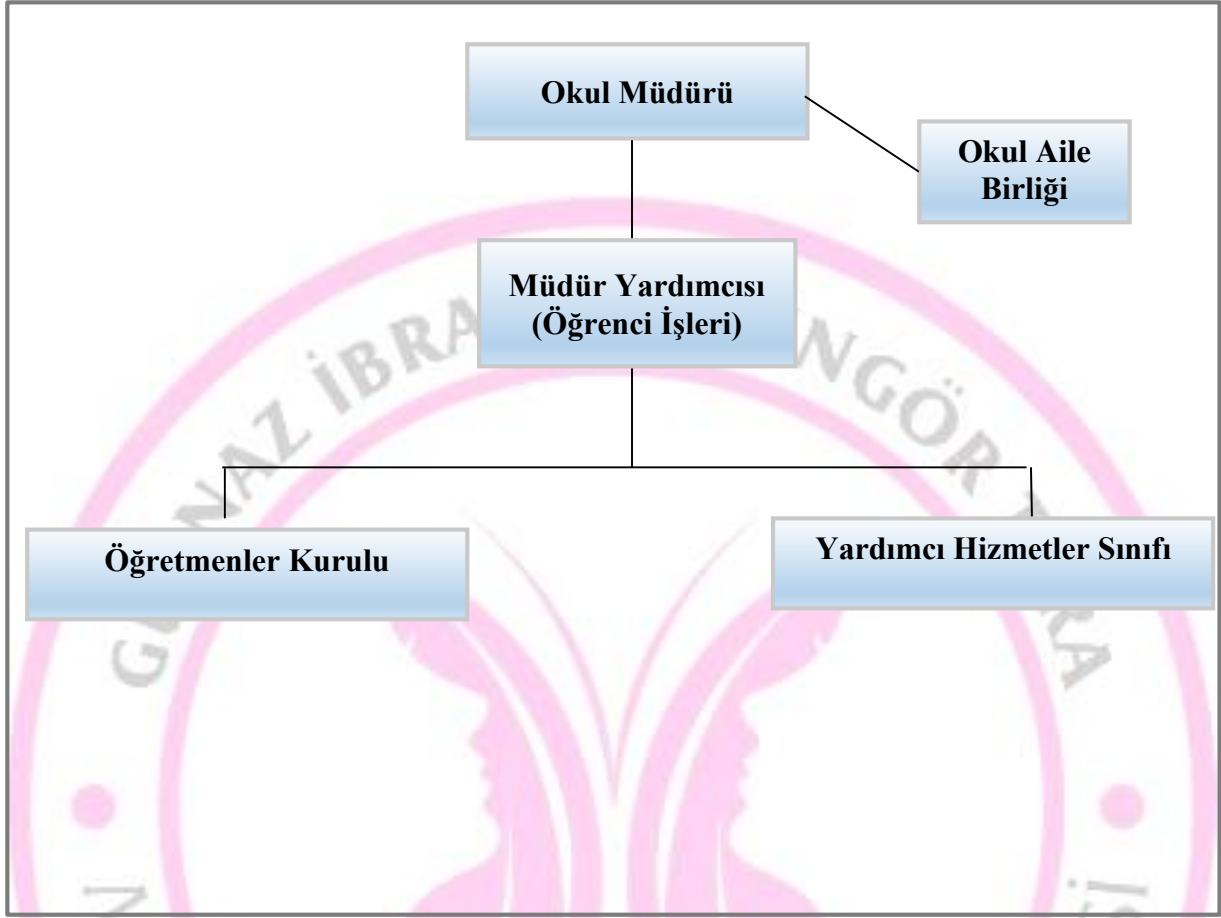 Okul Müdürü
Okul Aile
Birliği
Müdür Yardımcısı
(Öğrenci İşleri)
Öğretmenler Kurulu
Yardımcı Hizmetler Sınıfı